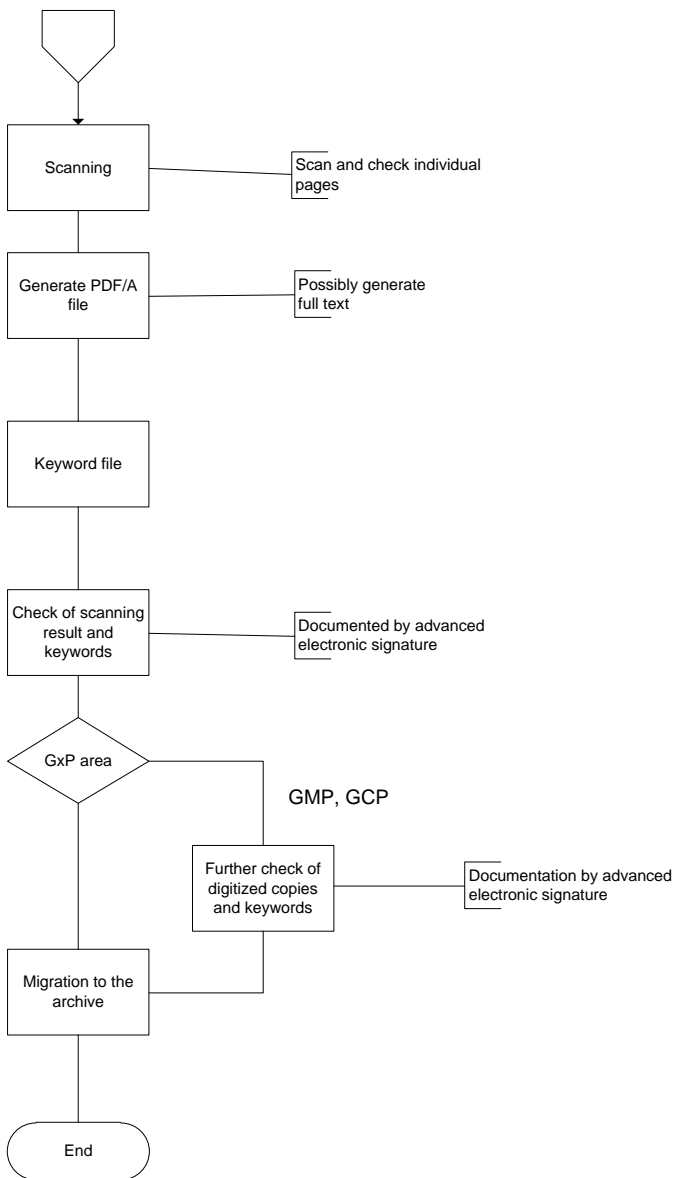 Scanning
Scan and check individual
pages
Generate PDF/A
file
Possibly generate
full text
Keyword file
Check of scanning
result and
keywords
Documented by advanced
electronic signature
GxP area
GMP, GCP
Further check of
digitized copies
and keywords
Documentation by advanced
electronic signature
Migration to the
archive
End